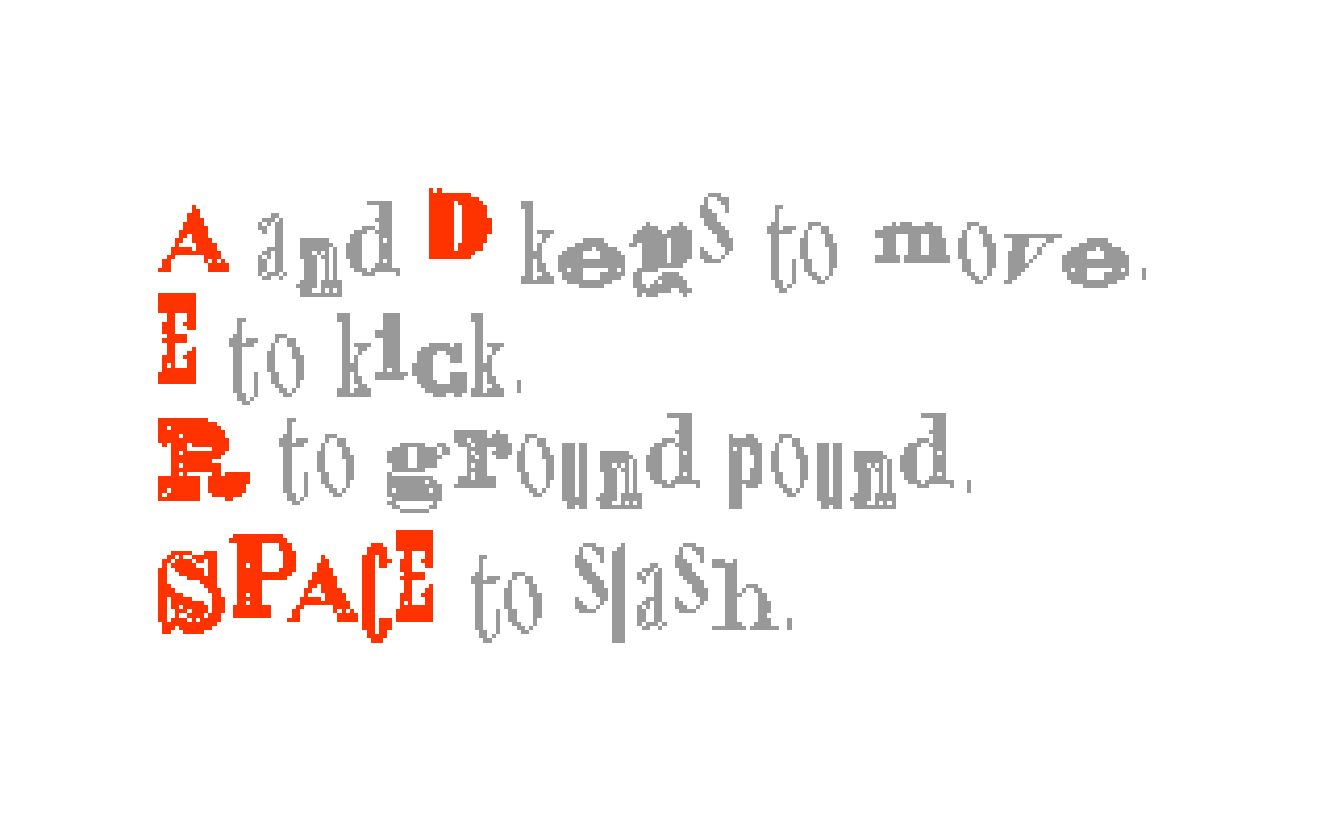 A and D keys to move.
E to kick.
R to ground pound.
SPACE to slash.